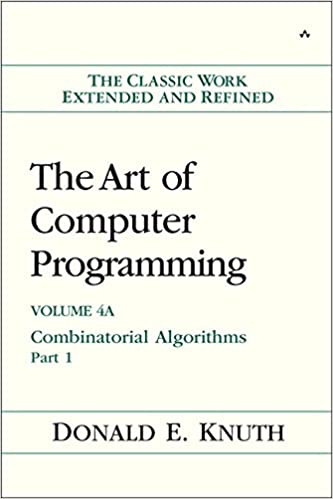 THE CLASSIC WORK
EXTENDED AND REFINED
The Art of
Computer
Programming
VOLUME 4A
Combinatorial Algorithms
Part 1
DONALD E. KNUTH